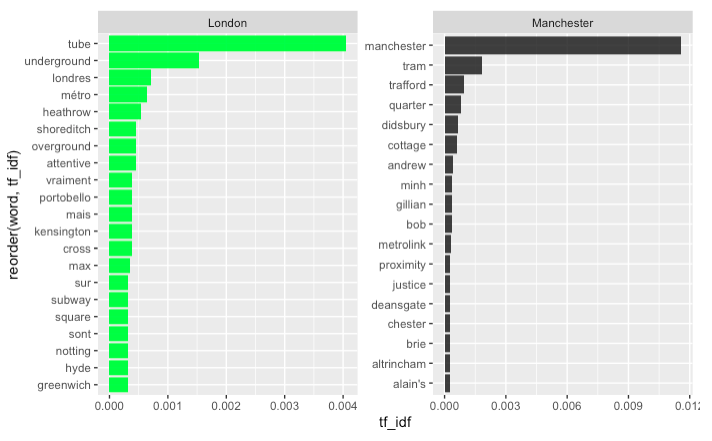 London
Manchester
tube
underground
londres
métro
heathrow
shoreditch
overground
attentive
vraiment
portobello
mais
kensington
cross
max
sur
subway
square
sont
notting
hyde
greenwich
manchester
tram
trafford
quarter
didsbury
cottage
andrew
minh
gillian
bob
metrolink
proximity
justice
deansgate
chester
brie
altrincham
alain's
0.000 0.001 0.002 0.003 0.004
0.000 0.003 0.006 0.009 0.012
reorder(word, tf_idf)
tf_idf